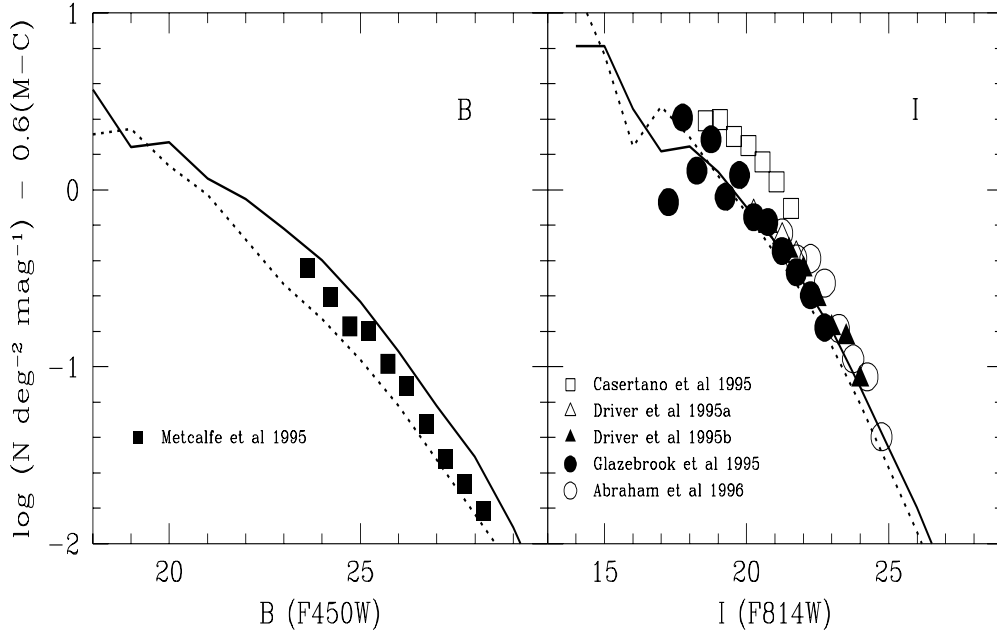 log (N deg⁻² mag⁻¹) − 0.6(M−C)
1
0
−1
−2
B
I
Metcalfe et al 1995
Casertano et al 1995
Driver et al 1995a
Driver et al 1995b
Glazebrook et al 1995
Abraham et al 1996
20 25
15 20 25
B (F450W)
I (F814W)